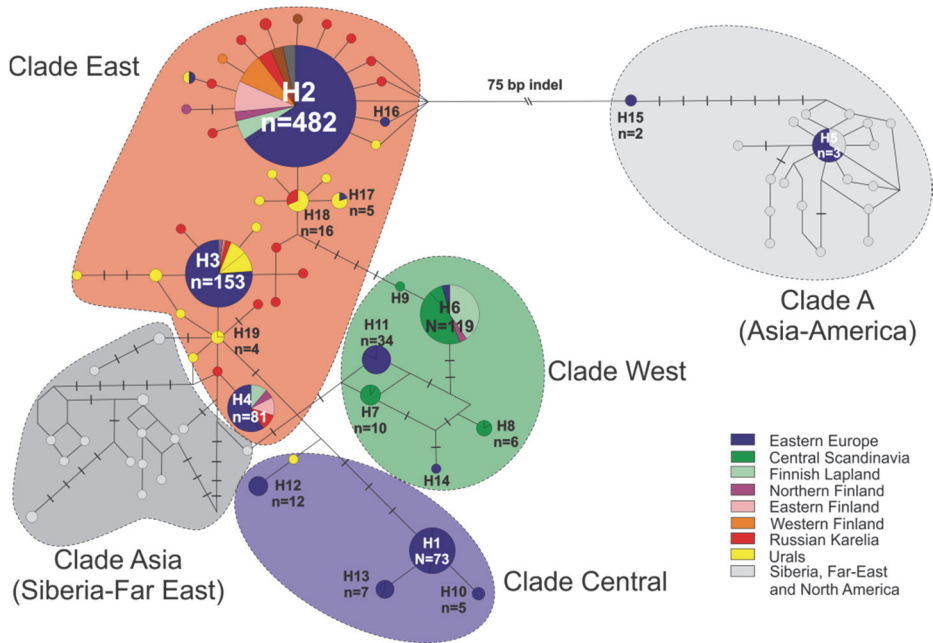 Clade East
H2
n=482
H16
75 bp indel
H15
n=2
H5
n=3
H17
n=5
H18
n=16
H3
n=153
H19
n=4
H4
n=81
Clade A
(Asia-America)
H9
H6
N=119
H11
n=34
Clade West
H7
n=10
H8
n=6
H14
H12
n=12
Clade Asia
(Siberia-Far East)
H1
N=73
H13
n=7
H10
n=5
Clade Central
Eastern Europe
Central Scandinavia
Finnish Lapland
Northern Finland
Eastern Finland
Western Finland
Russian Karelia
Urals
Siberia, Far-East
and North America